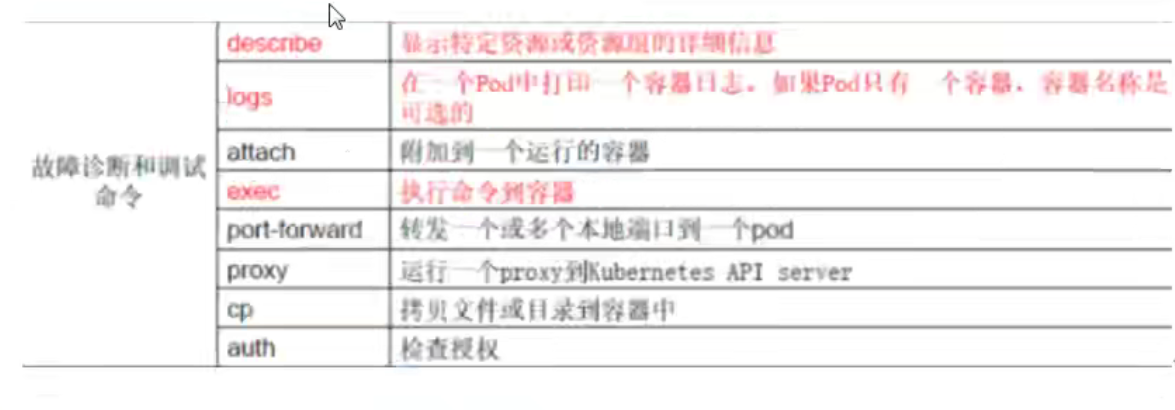 describe
显示特定资源或资源组的详细信息
logs
在一个Pod中打印一个容器日志。如果Pod只有一个容器，容器名称是
可选的
故障诊断和调试
命令
attach
附加到一个运行的容器
exec
执行命令到容器
port-forward
转发一个或多个本地端口到一个pod
proxy
运行一个proxy到Kubernetes API server
cp
拷贝文件或目录到容器中
auth
检查授权